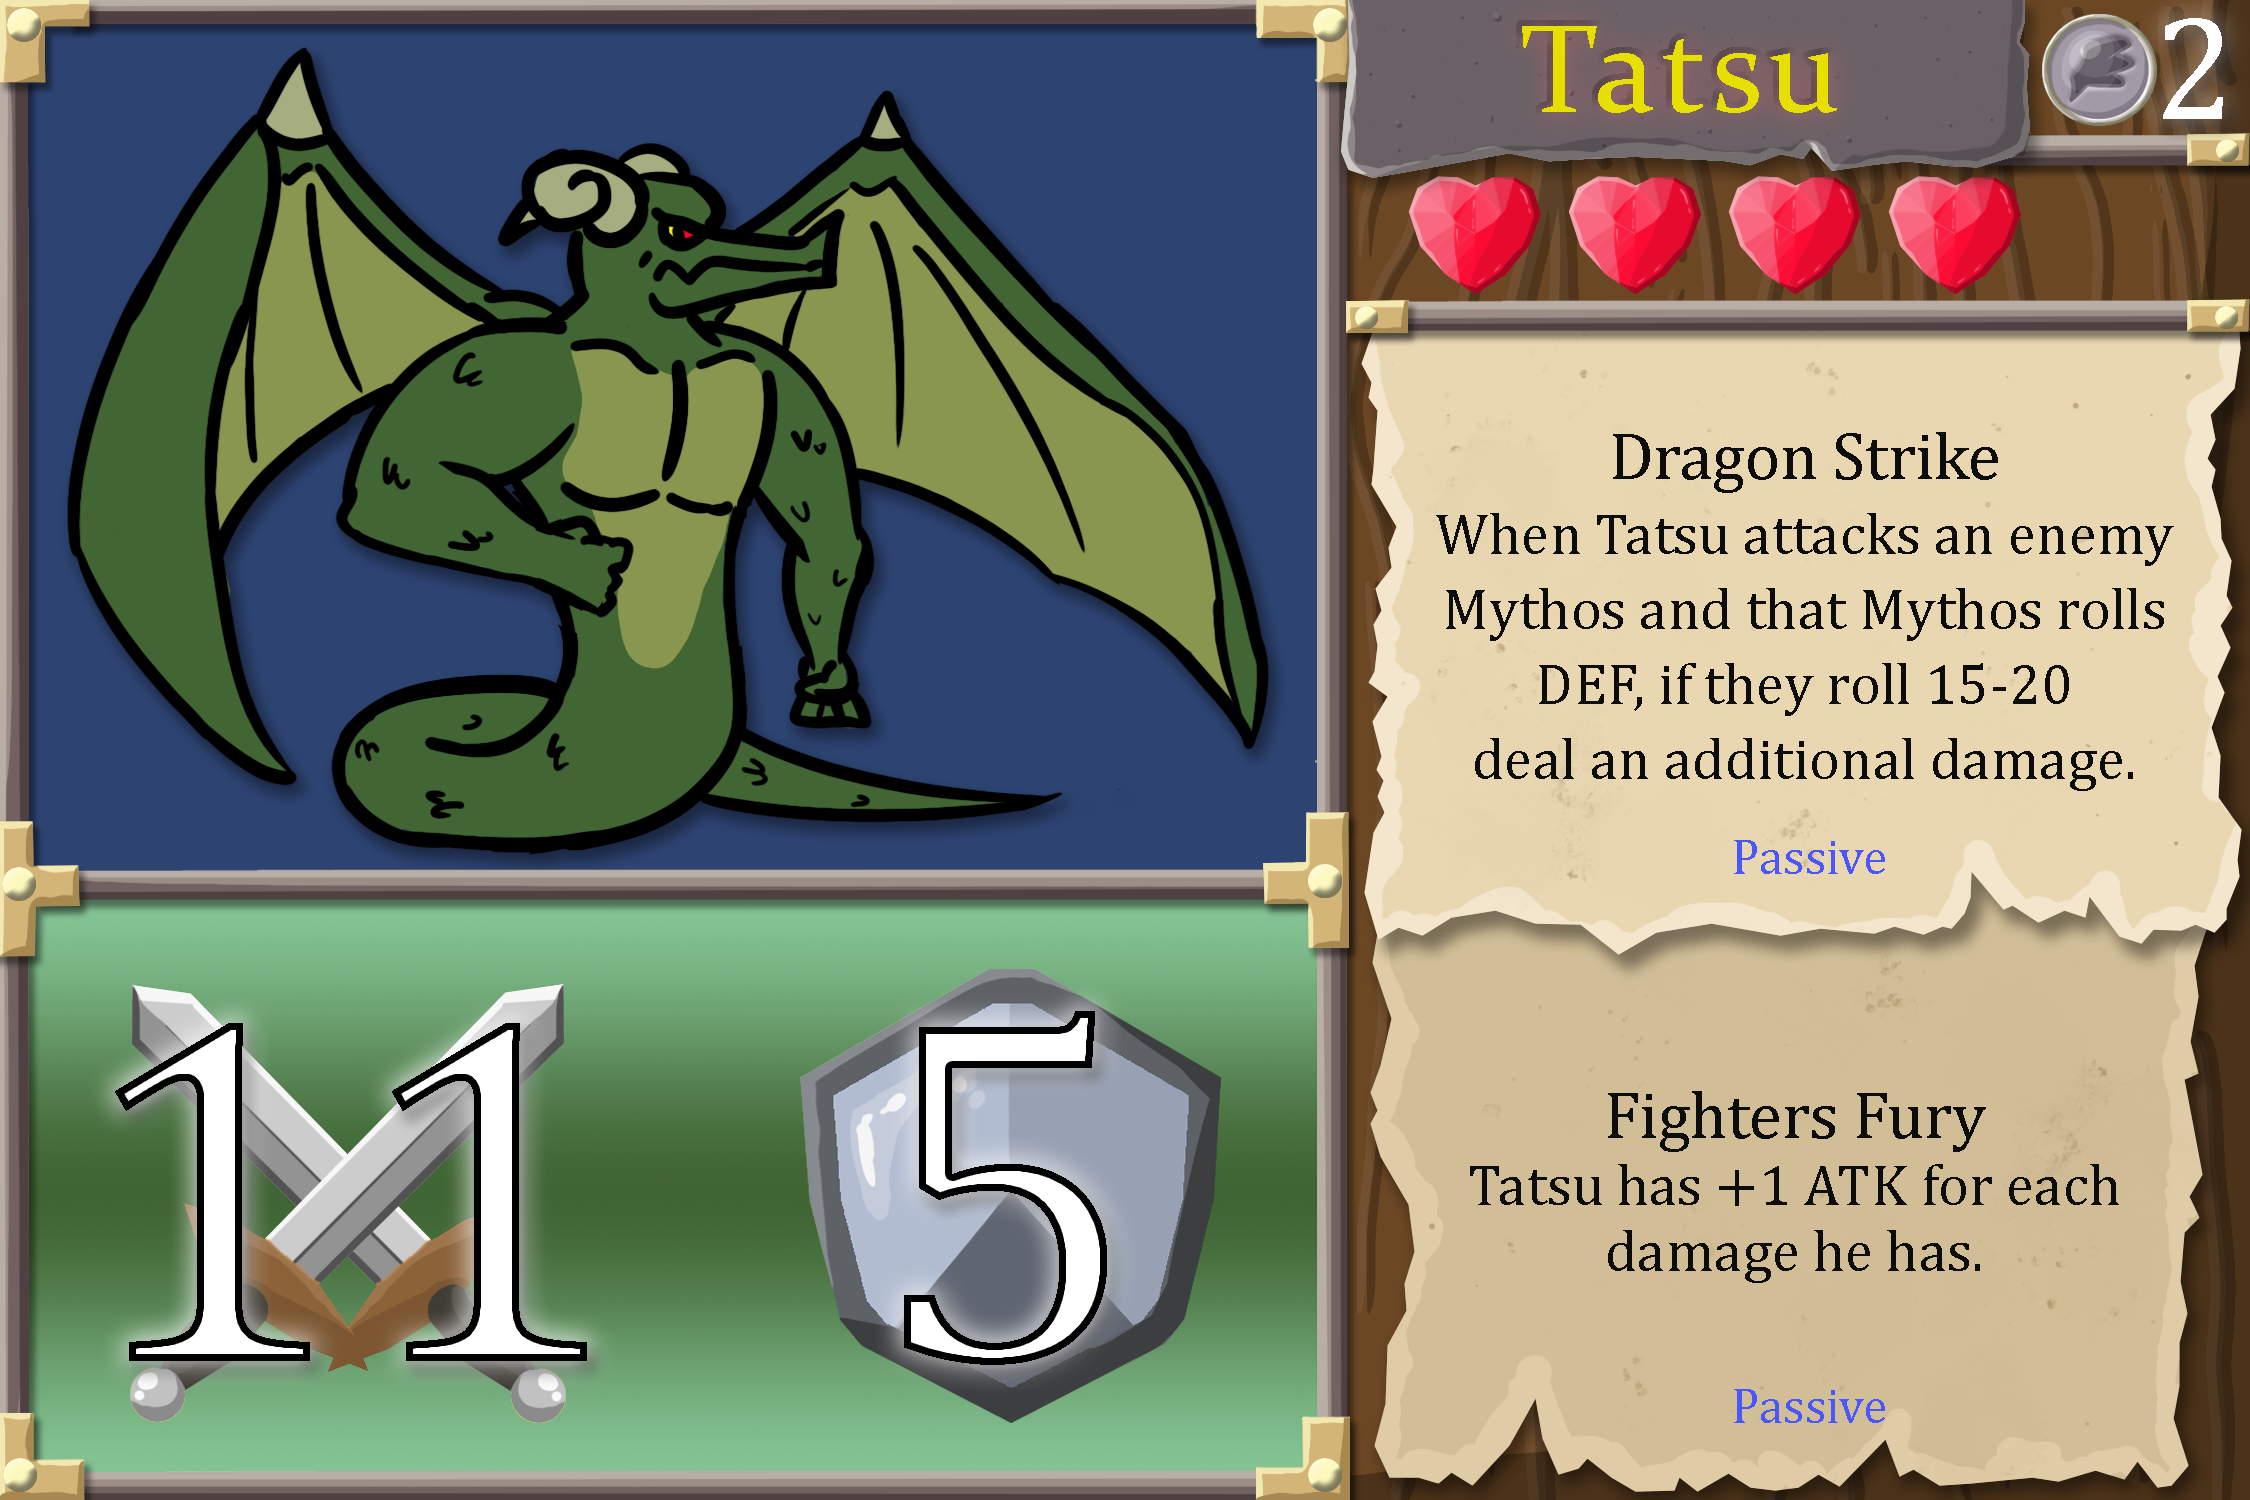 Tatsu
2
Dragon Strike
When Tatsu attacks an enemy
Mythos and that Mythos rolls
DEF, if they roll 15-20
deal an additional damage.
Passive
Fighters Fury
Tatsu has +1 ATK for each
damage he has.
Passive
11
5